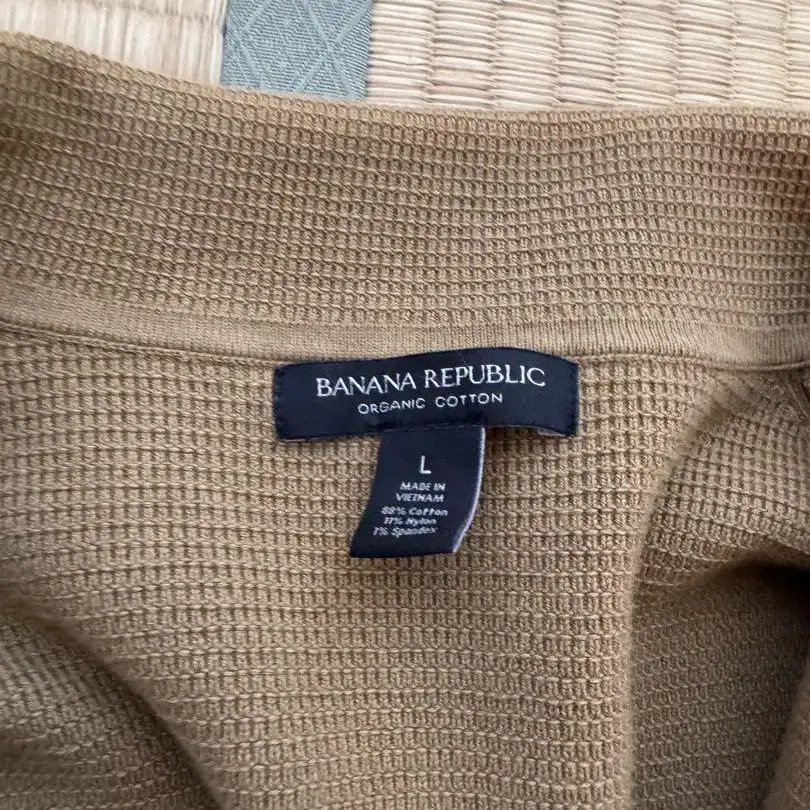 BANANA REPUBLIC
ORGANIC COTTON
L
MADE IN
VIETNAM
88% Cotton
11% Nylon
1% Spandex